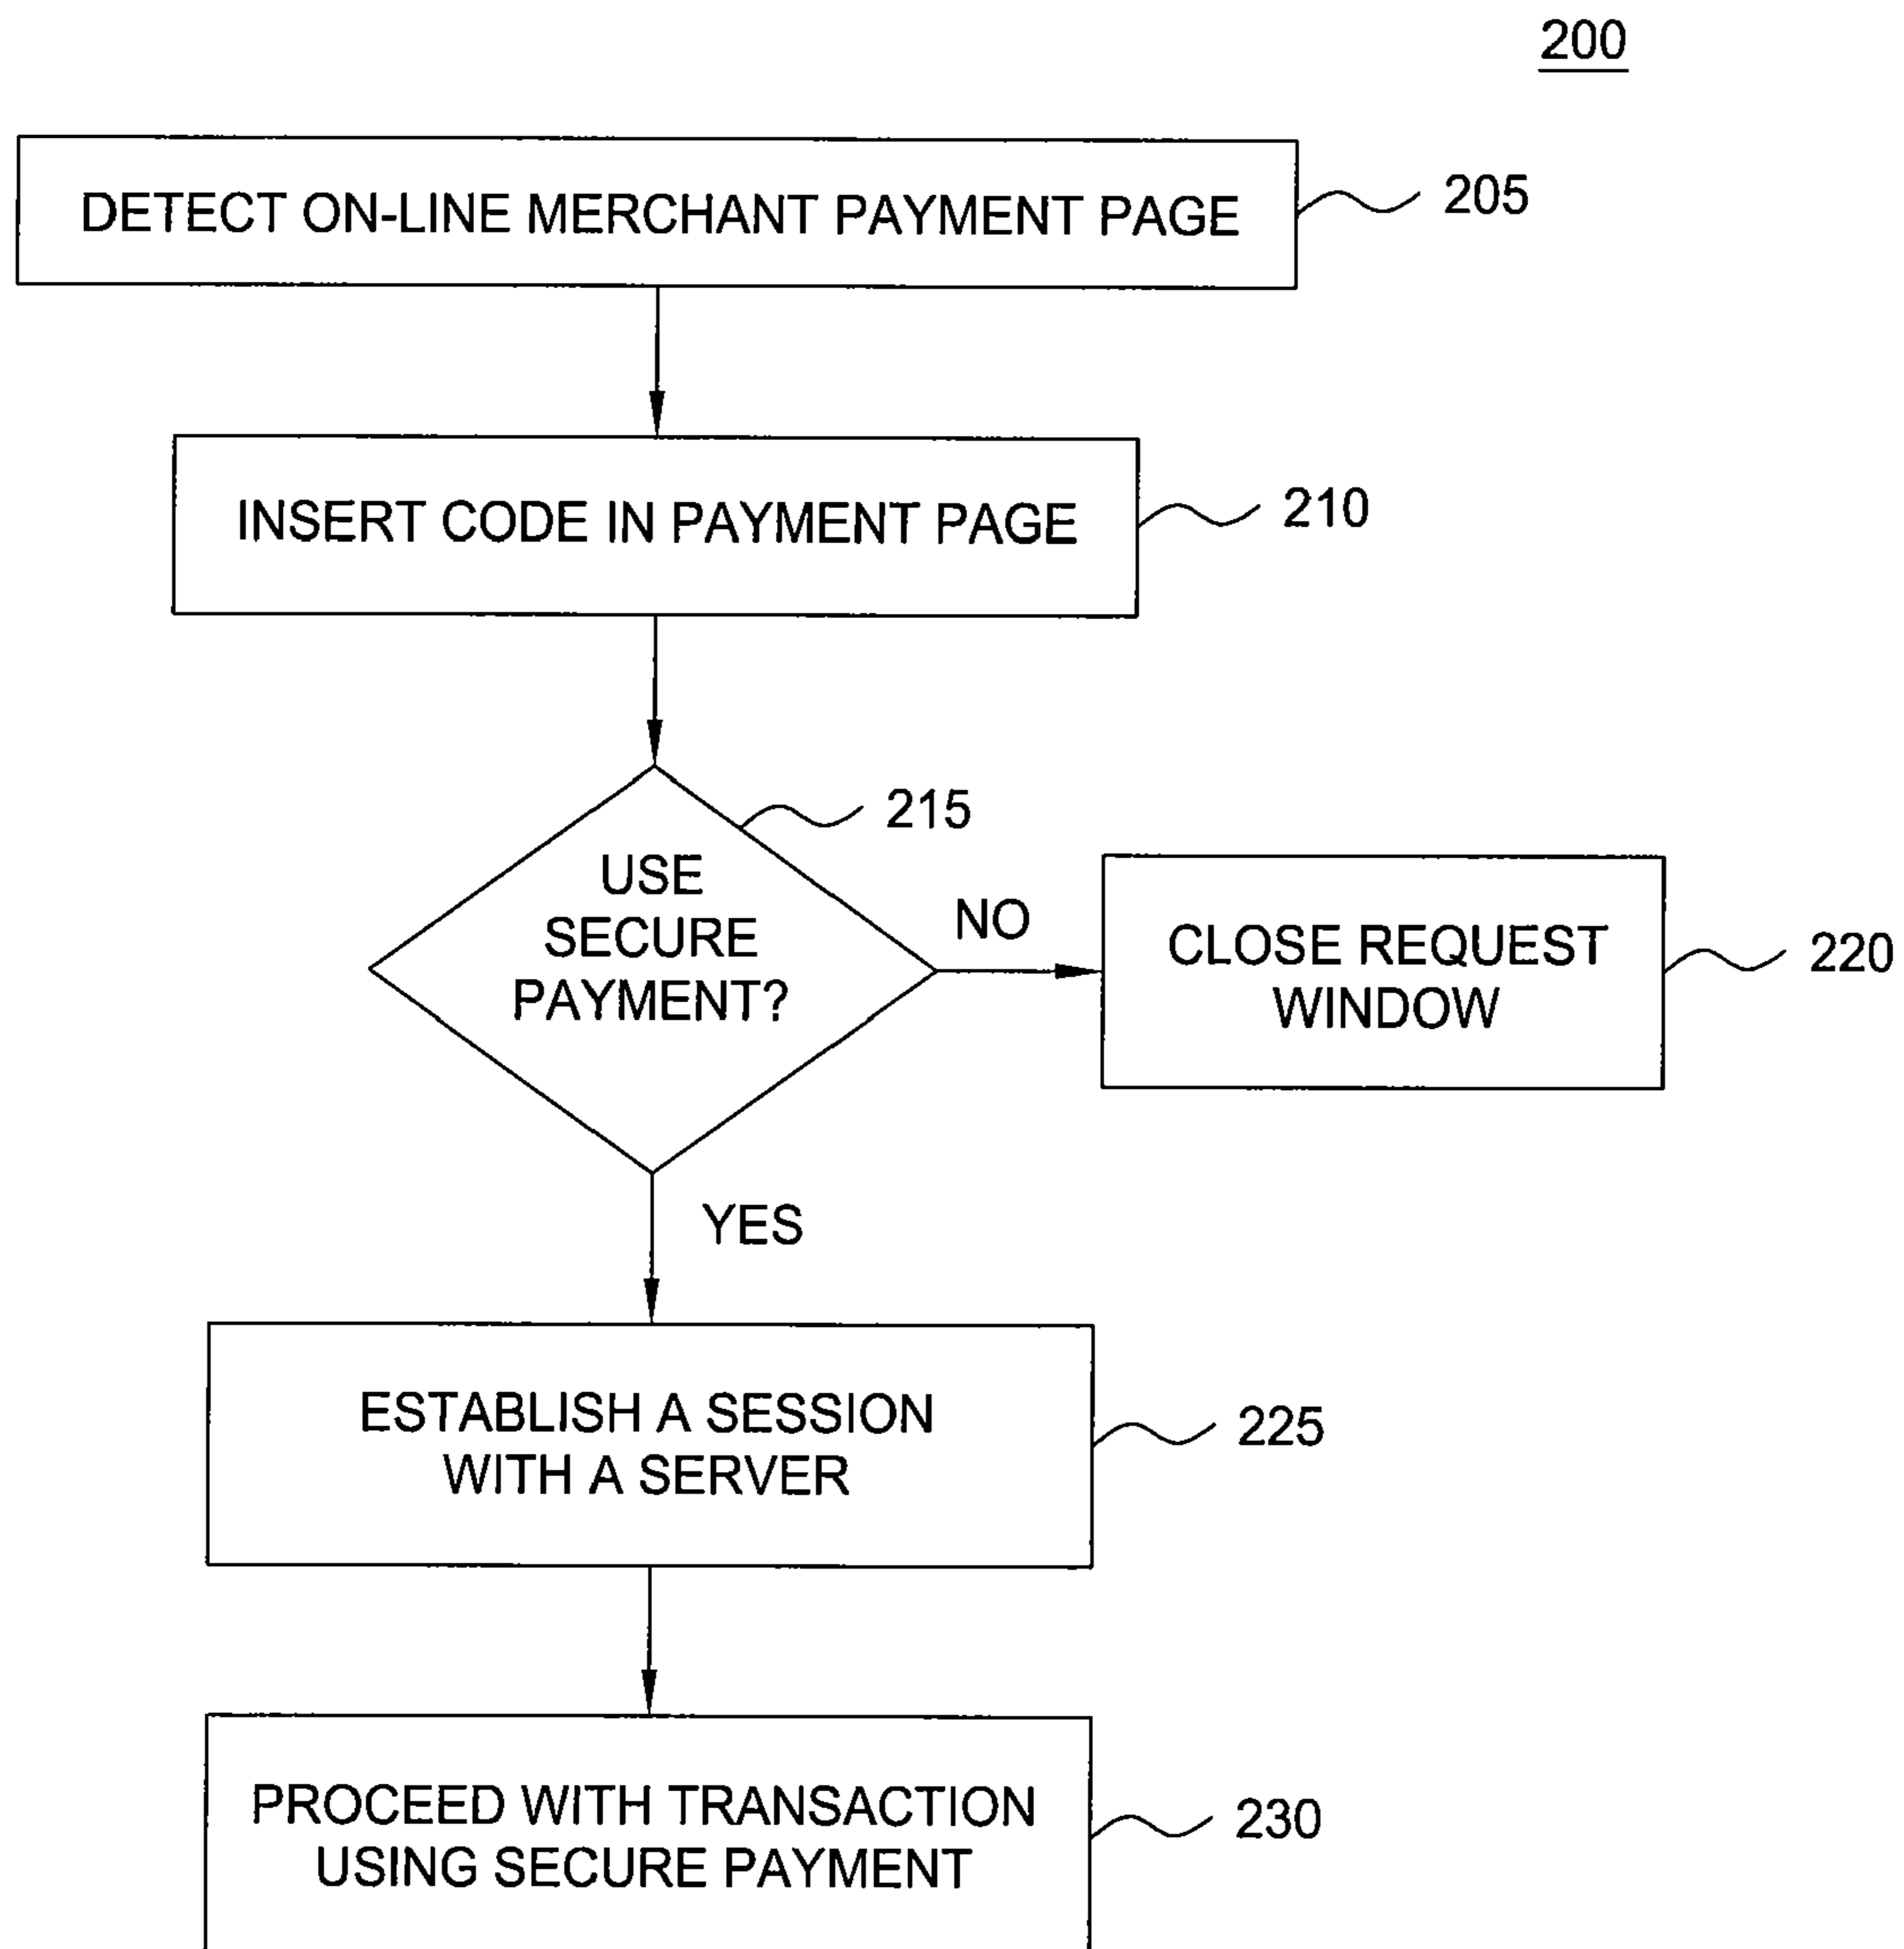 200
DETECT ON-LINE MERCHANT PAYMENT PAGE
205
INSERT CODE IN PAYMENT PAGE
210
215
USE
SECURE
PAYMENT?
NO
CLOSE REQUEST
WINDOW
220
YES
ESTABLISH A SESSION
WITH A SERVER
225
PROCEED WITH TRANSACTION
USING SECURE PAYMENT
230